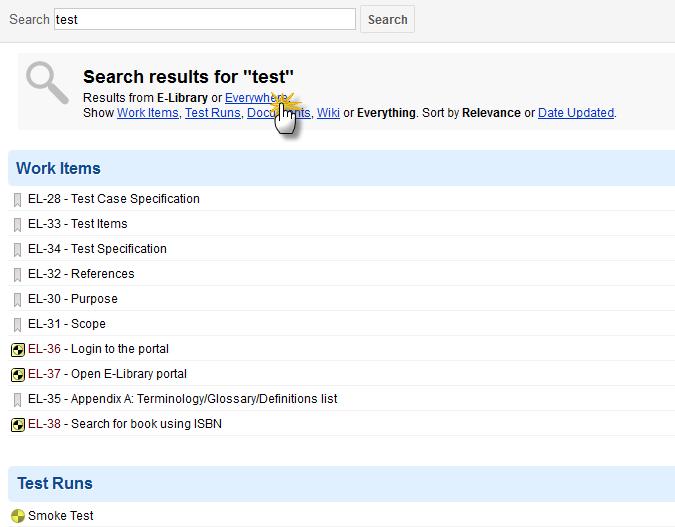 Search test Search
Search results for "test"
Results from E-Library or Everywhere
Show Work Items, Test Runs, Documents, Wiki or Everything. Sort by Relevance or Date Updated.
Work Items
EL-28 - Test Case Specification
EL-33 - Test Items
EL-34 - Test Specification
EL-32 - References
EL-30 - Purpose
EL-31 - Scope
EL-36 - Login to the portal
EL-37 - Open E-Library portal
EL-35 - Appendix A: Terminology/Glossary/Definitions list
EL-38 - Search for book using ISBN
Test Runs
Smoke Test